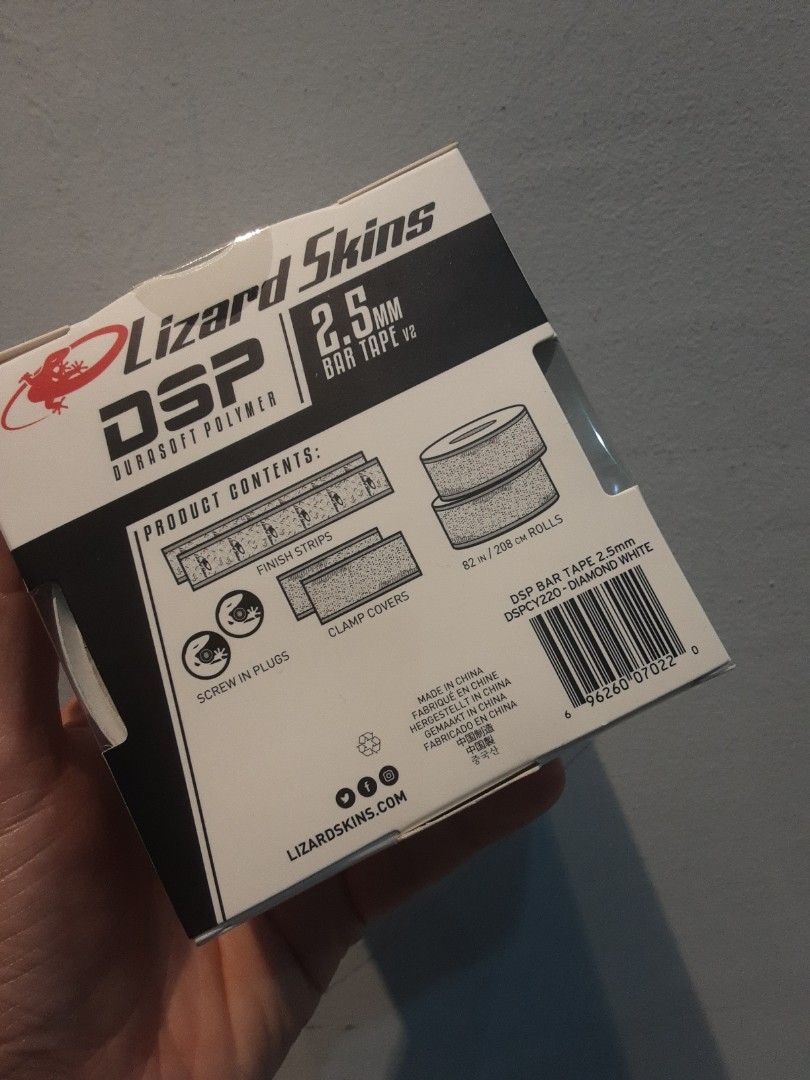 Lizard Skins
DSP
DURASOFT POLYMER
2.5MM
BAR TAPE V2
PRODUCT CONTENTS:
FINISH STRIPS
82 IN / 208 CM ROLLS
CLAMP COVERS
SCREW IN PLUGS
DSP BAR TAPE 2.5mm
DSPCY220 - DIAMOND WHITE
6 96260 07022 0
MADE IN CHINA
FABRIQUÉ EN CHINE
HERGESTELLT IN CHINA
GEMAAKT IN CHINA
FABRICADO EN CHINA
中国制造
中国製
중국산
LIZARDSKINS.COM